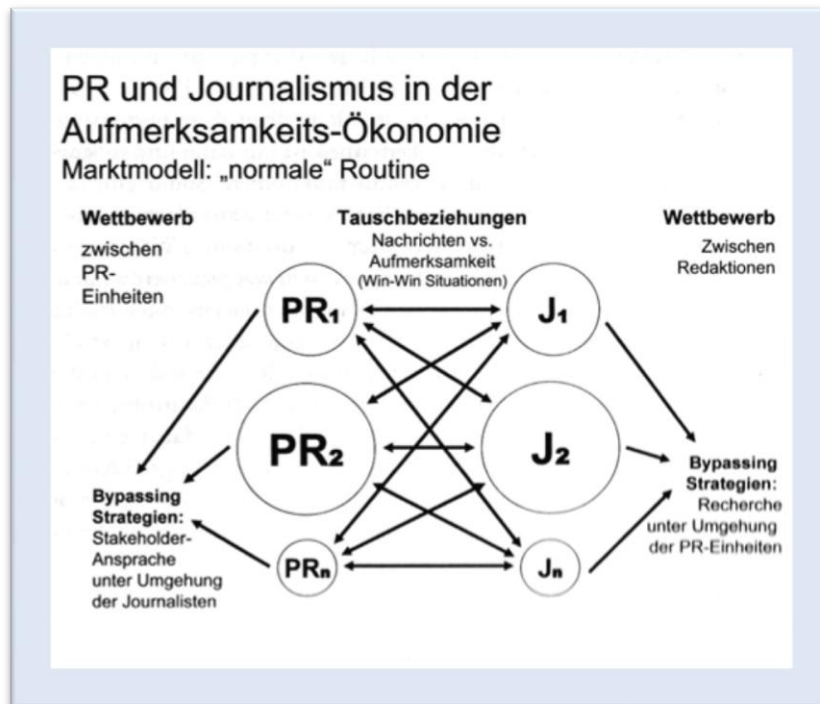 PR und Journalismus in der
Aufmerksamkeits-Ökonomie
Marktmodell: „normale“ Routine
Wettbewerb
zwischen
PR-
Einheiten
Tauschbeziehungen
Nachrichten vs.
Aufmerksamkeit
(Win-Win Situationen)
Wettbewerb
Zwischen
Redaktionen
PR₁
J₁
PR₂
J₂
PRₙ
Jₙ
Bypassing
Strategien:
Stakeholder-
Ansprache
unter Umgehung
der Journalisten
Bypassing
Strategien:
Recherche
unter Umgehung
der PR-Einheiten